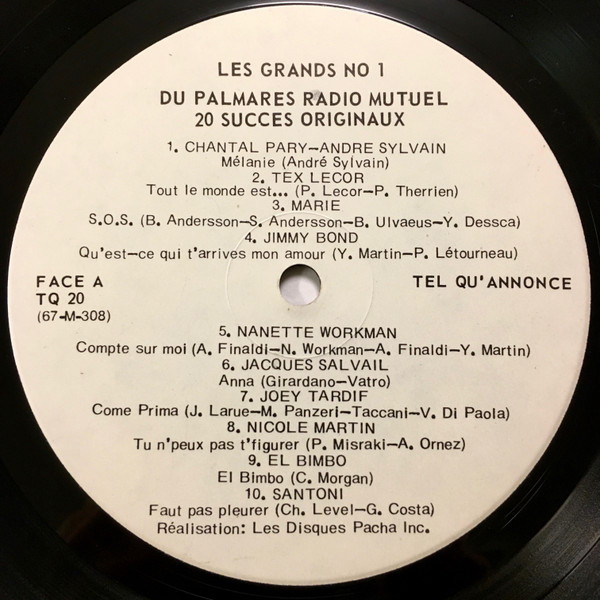 LES GRANDS NO 1
DU PALMARES RADIO MUTUEL
20 SUCCES ORIGINAUX
1. CHANTAL PARY-ANDRE SYLVAIN
Mélanie (André Sylvain)
2. TEX LECOR
Tout le monde est... (P. Lecor-P. Therrien)
3. MARIE
S.O.S. (B. Andersson-S. Andersson-B. Ulvaeus-Y. Dessca)
4. JIMMY BOND
Qu'est-ce qui t'arrives mon amour (Y. Martin-P. Létourneau)
FACE A
TQ 20
(67-M-308)
TEL QU'ANNONCE
5. NANETTE WORKMAN
Compte sur moi (A. Finaldi-N. Workman-A. Finaldi-Y. Martin)
6. JACQUES SALVAIL
Anna (Girardano-Vatro)
7. JOEY TARDIF
Come Prima (J. Larue-M. Panzeri-Taccani-V. Di Paola)
8. NICOLE MARTIN
Tu n'peux pas t'figurer (P. Misraki-A. Ornez)
9. EL BIMBO
El Bimbo (C. Morgan)
10. SANTONI
Faut pas pleurer (Ch. Level-G. Costa)
Réalisation: Les Disques Pacha Inc.